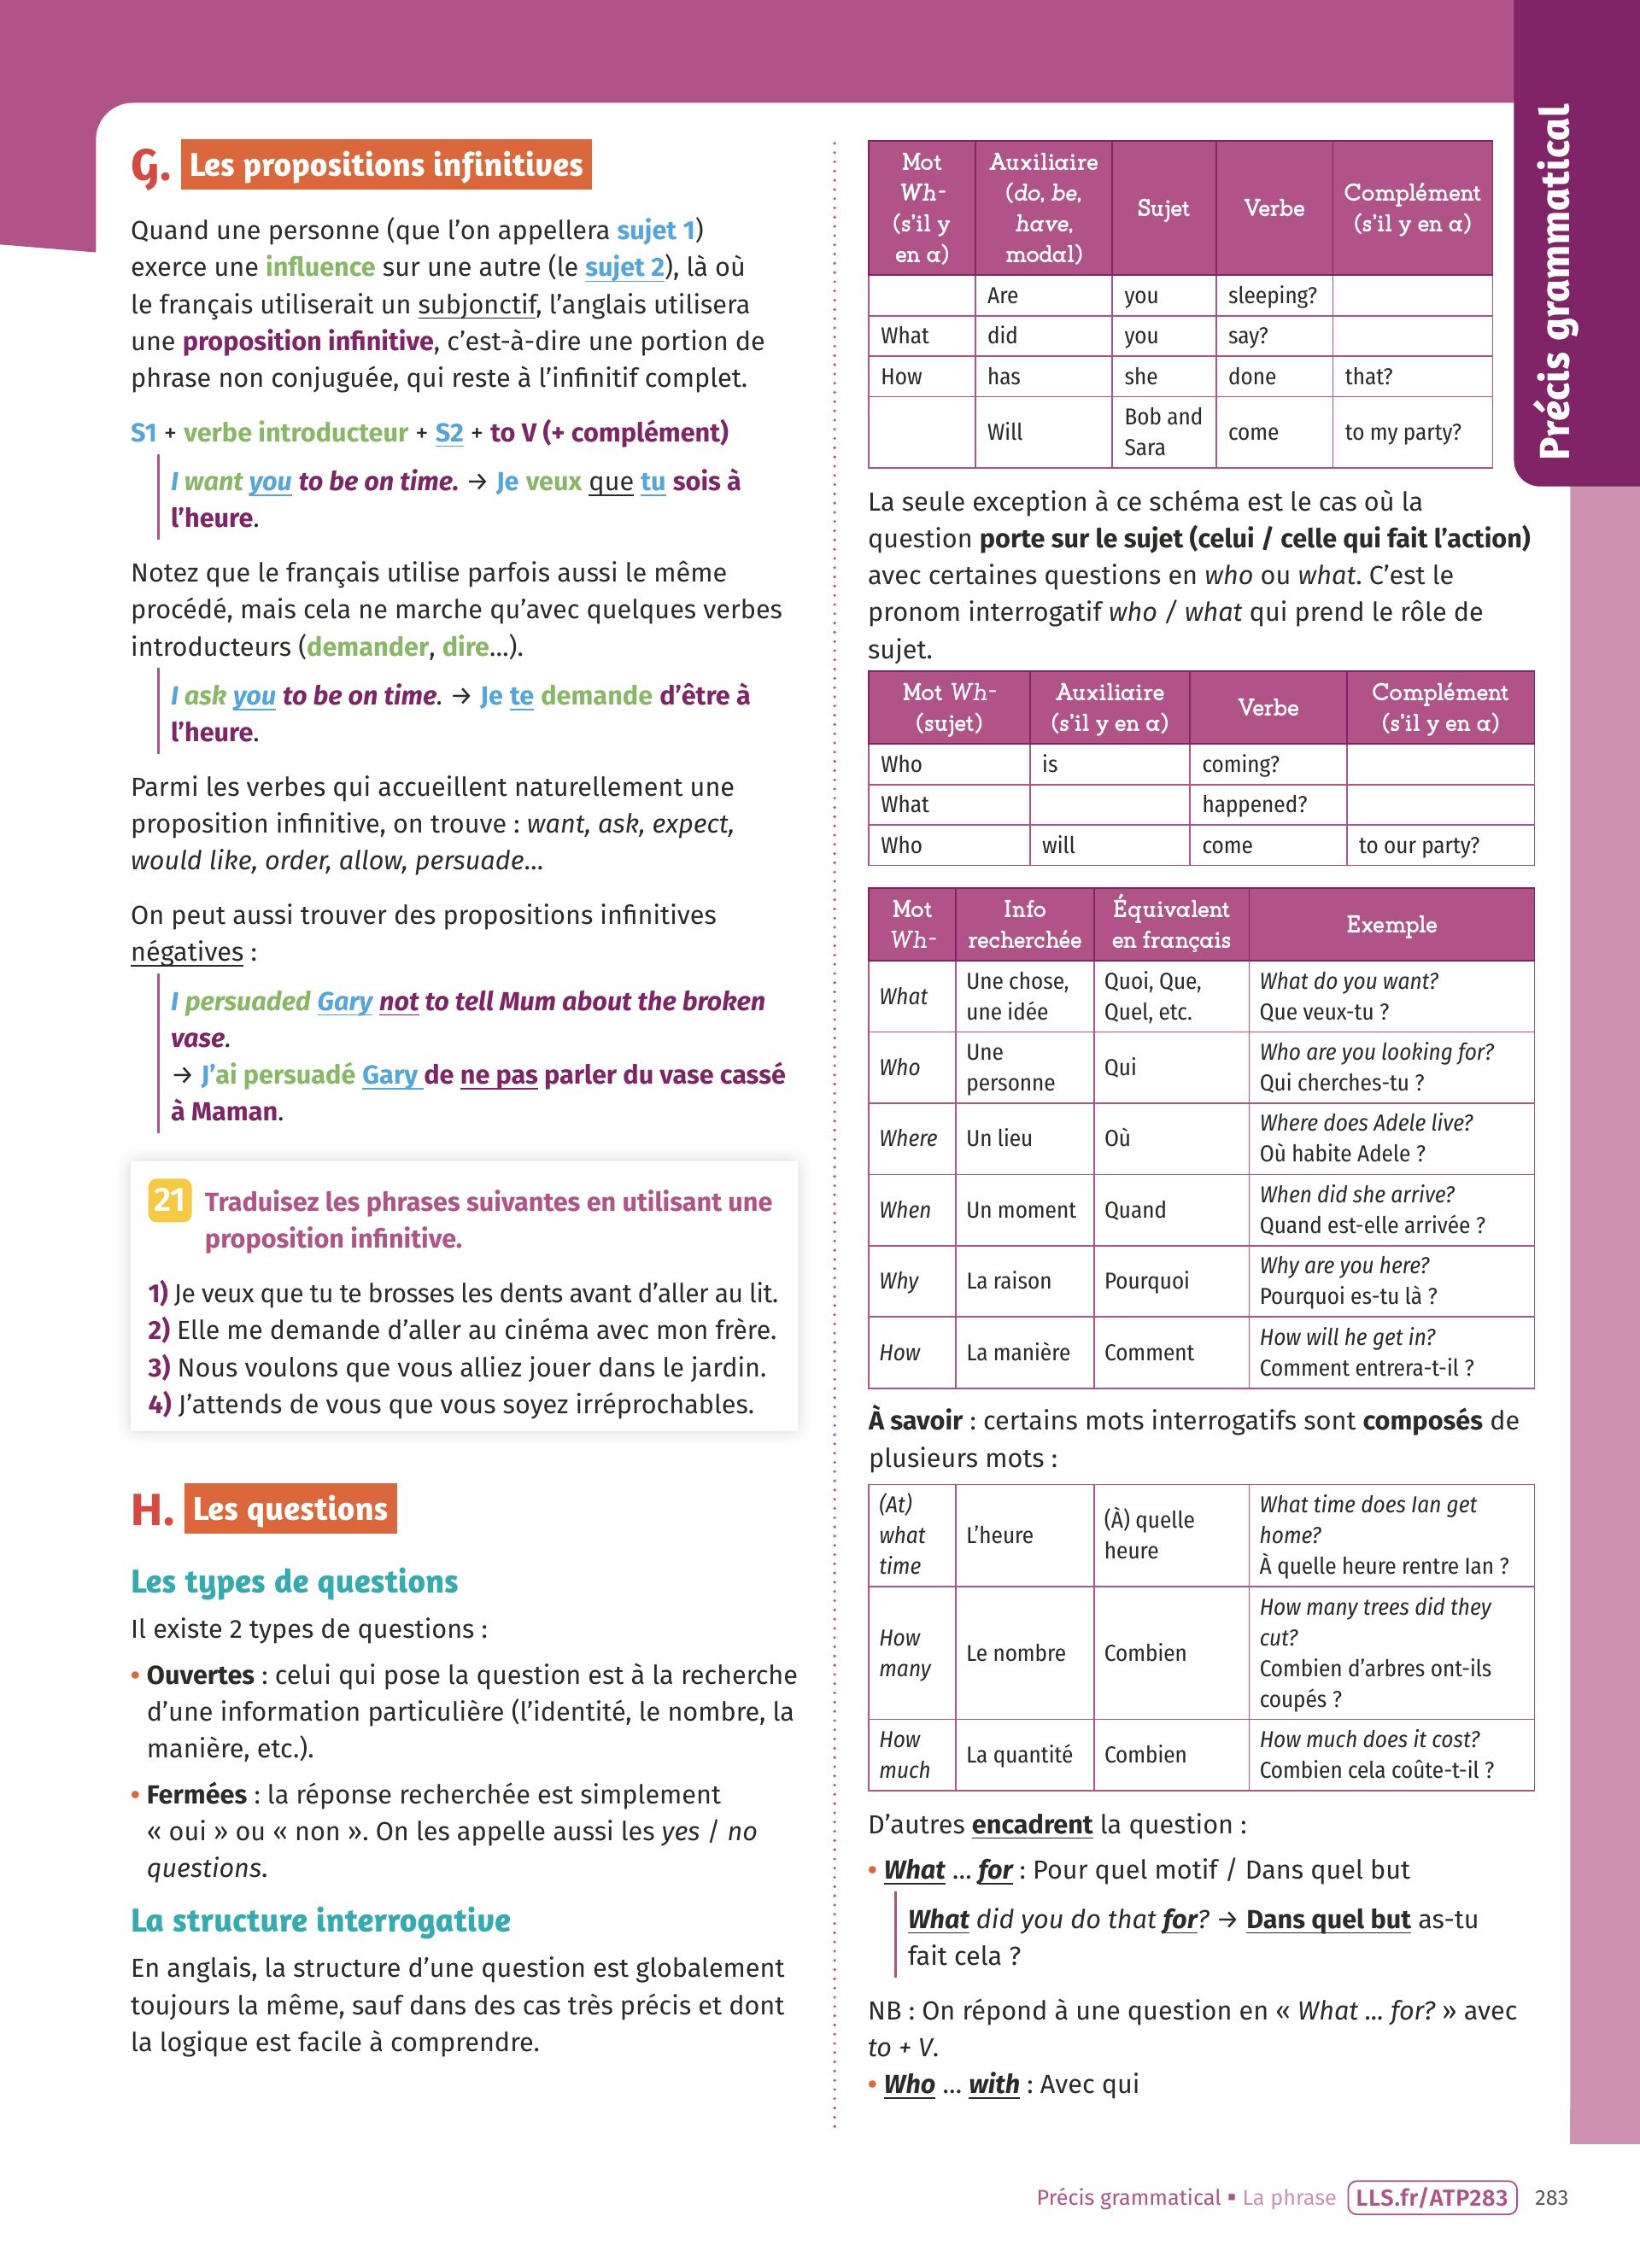 Précis grammatical
G. Les propositions infinitives
Quand une personne (que l’on appellera sujet 1)
exerce une influence sur une autre (le sujet 2), là où
le français utiliserait un subjonctif, l’anglais utilisera
une proposition infinitive, c’est-à-dire une portion de
phrase non conjuguée, qui reste à l’infinitif complet.
S1 + verbe introducteur + S2 + to V (+ complément)
I want you to be on time. → Je veux que tu sois à
l’heure.
Notez que le français utilise parfois aussi le même
procédé, mais cela ne marche qu’avec quelques verbes
introducteurs (demander, dire…).
I ask you to be on time. → Je te demande d’être à
l’heure.
Parmi les verbes qui accueillent naturellement une
proposition infinitive, on trouve : want, ask, expect,
would like, order, allow, persuade…
On peut aussi trouver des propositions infinitives
négatives :
I persuaded Gary not to tell Mum about the broken
vase.
→ J’ai persuadé Gary de ne pas parler du vase cassé
à Maman.
21 Traduisez les phrases suivantes en utilisant une
proposition infinitive.
1) Je veux que tu te brosses les dents avant d’aller au lit.
2) Elle me demande d’aller au cinéma avec mon frère.
3) Nous voulons que vous alliez jouer dans le jardin.
4) J’attends de vous que vous soyez irréprochables.
H. Les questions
Les types de questions
Il existe 2 types de questions :
• Ouvertes : celui qui pose la question est à la recherche
d’une information particulière (l’identité, le nombre, la
manière, etc.).
• Fermées : la réponse recherchée est simplement
« oui » ou « non ». On les appelle aussi les yes / no
questions.
La structure interrogative
En anglais, la structure d’une question est globalement
toujours la même, sauf dans des cas très précis et dont
la logique est facile à comprendre.
Mot Wh- (s’il y en a) Auxiliaire (do, be, have, modal) Sujet Verbe Complément (s’il y en a)
Are you sleeping?
What did you say?
How has she done that?
Will Bob and Sara come to my party?
La seule exception à ce schéma est le cas où la
question porte sur le sujet (celui / celle qui fait l’action)
avec certaines questions en who ou what. C’est le
pronom interrogatif who / what qui prend le rôle de
sujet.
Mot Wh- (sujet) Auxiliaire (s’il y en a) Verbe Complément (s’il y en a)
Who is coming?
What happened?
Who will come to our party?
Mot Wh- Info recherchée Équivalent en français Exemple
What Une chose, une idée Quoi, Que, Quel, etc. What do you want? Que veux-tu ?
Who Une personne Qui Who are you looking for? Qui cherches-tu ?
Where Un lieu Où Where does Adele live? Où habite Adele ?
When Un moment Quand When did she arrive? Quand est-elle arrivée ?
Why La raison Pourquoi Why are you here? Pourquoi es-tu là ?
How La manière Comment How will he get in? Comment entrera-t-il ?
À savoir : certains mots interrogatifs sont composés de
plusieurs mots :
(At) what time L’heure (À) quelle heure What time does Ian get home? À quelle heure rentre Ian ?
How many Le nombre Combien How many trees did they cut? Combien d’arbres ont-ils coupés ?
How much La quantité Combien How much does it cost? Combien cela coûte-t-il ?
D’autres encadrent la question :
• What … for : Pour quel motif / Dans quel but
What did you do that for? → Dans quel but as-tu
fait cela ?
NB : On répond à une question en « What … for? » avec
to + V.
• Who … with : Avec qui
Précis grammatical ▪ La phrase LLS.fr/ATP283 283